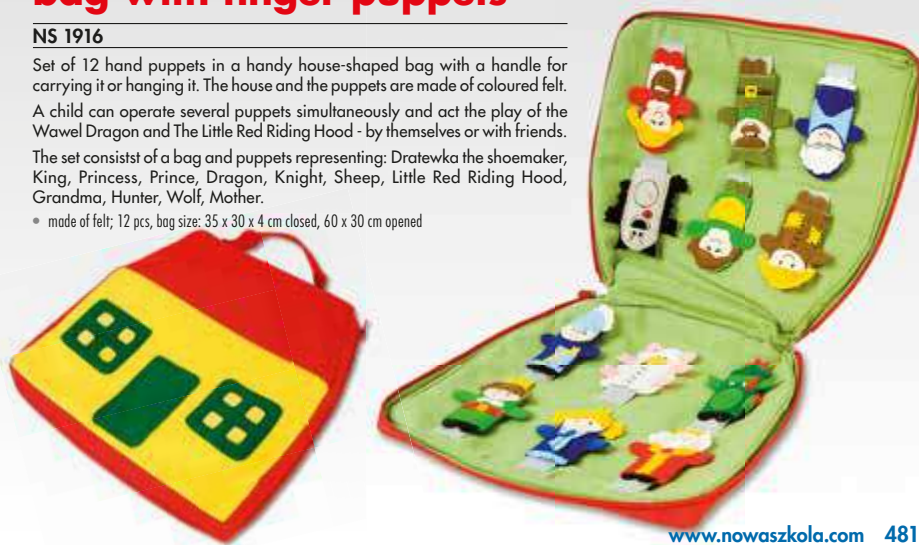 bag with finger puppets
NS 1916
Set of 12 hand puppets in a handy house-shaped bag with a handle for
carrying it or hanging it. The house and the puppets are made of coloured felt.
A child can operate several puppets simultaneously and act the play of the
Wawel Dragon and The Little Red Riding Hood - by themselves or with friends.
The set consistst of a bag and puppets representing: Dratewka the shoemaker,
King, Princess, Prince, Dragon, Knight, Sheep, Little Red Riding Hood,
Grandma, Hunter, Wolf, Mother.
• made of felt; 12 pcs, bag size: 35 x 30 x 4 cm closed, 60 x 30 cm opened
www.nowaszkola.com 481